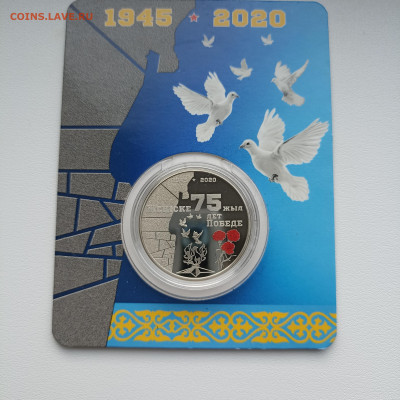 COINS.LAVE.RU
1945 * 2020
* 2020
75 ЖЫЛ
ЛЕТ
ПОБЕДЕ